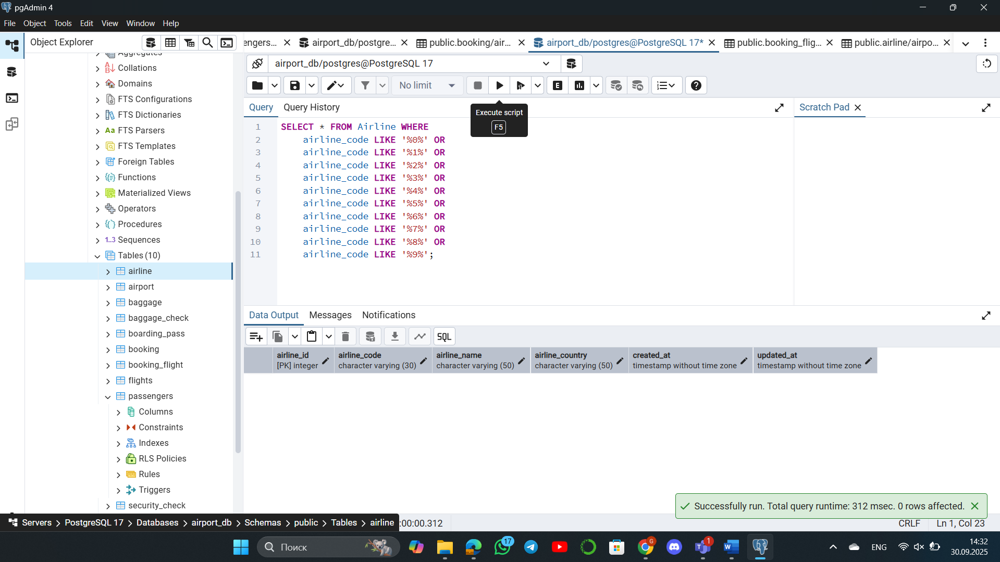 pgAdmin 4
File Object Tools Edit View Window Help
Object Explorer
engers...
airport_db/postgre...
public.booking/air...
airport_db/postgres@PostgreSQL 17*
public.booking_flig...
public.airline/airpo...
airport_db/postgres@PostgreSQL 17
No limit
E
Query
Query History
Execute script
F5
Scratch Pad
1 SELECT * FROM Airline WHERE
2 airline_code LIKE '%0%' OR
3 airline_code LIKE '%1%' OR
4 airline_code LIKE '%2%' OR
5 airline_code LIKE '%3%' OR
6 airline_code LIKE '%4%' OR
7 airline_code LIKE '%5%' OR
8 airline_code LIKE '%6%' OR
9 airline_code LIKE '%7%' OR
10 airline_code LIKE '%8%' OR
11 airline_code LIKE '%9%';
Aggregates
Collations
Domains
FTS Configurations
FTS Dictionaries
Aa FTS Parsers
FTS Templates
Foreign Tables
Functions
Materialized Views
Operators
Procedures
1..3 Sequences
Tables (10)
airline
airport
baggage
baggage_check
boarding_pass
booking
booking_flight
flights
passengers
Columns
Constraints
Indexes
RLS Policies
Rules
Triggers
security_check
Data Output Messages Notifications
SQL
airline_id
[PK] integer
airline_code
character varying (30)
airline_name
character varying (50)
airline_country
character varying (50)
created_at
timestamp without time zone
updated_at
timestamp without time zone
Successfully run. Total query runtime: 312 msec. 0 rows affected.
Servers > PostgreSQL 17 > Databases > airport_db > Schemas > public > Tables > airline
:00:00.312
CRLF
Ln 1, Col 23
Поиск
17
G
1
ENG
14:32
30.09.2025